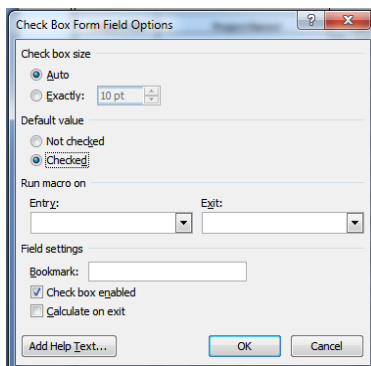 Check Box Form Field Options
Check box size
Auto
Exactly: 10 pt
Default value
Not checked
Checked
Run macro on
Entry: Exit:
Field settings
Bookmark:
Check box enabled
Calculate on exit
Add Help Text... OK Cancel